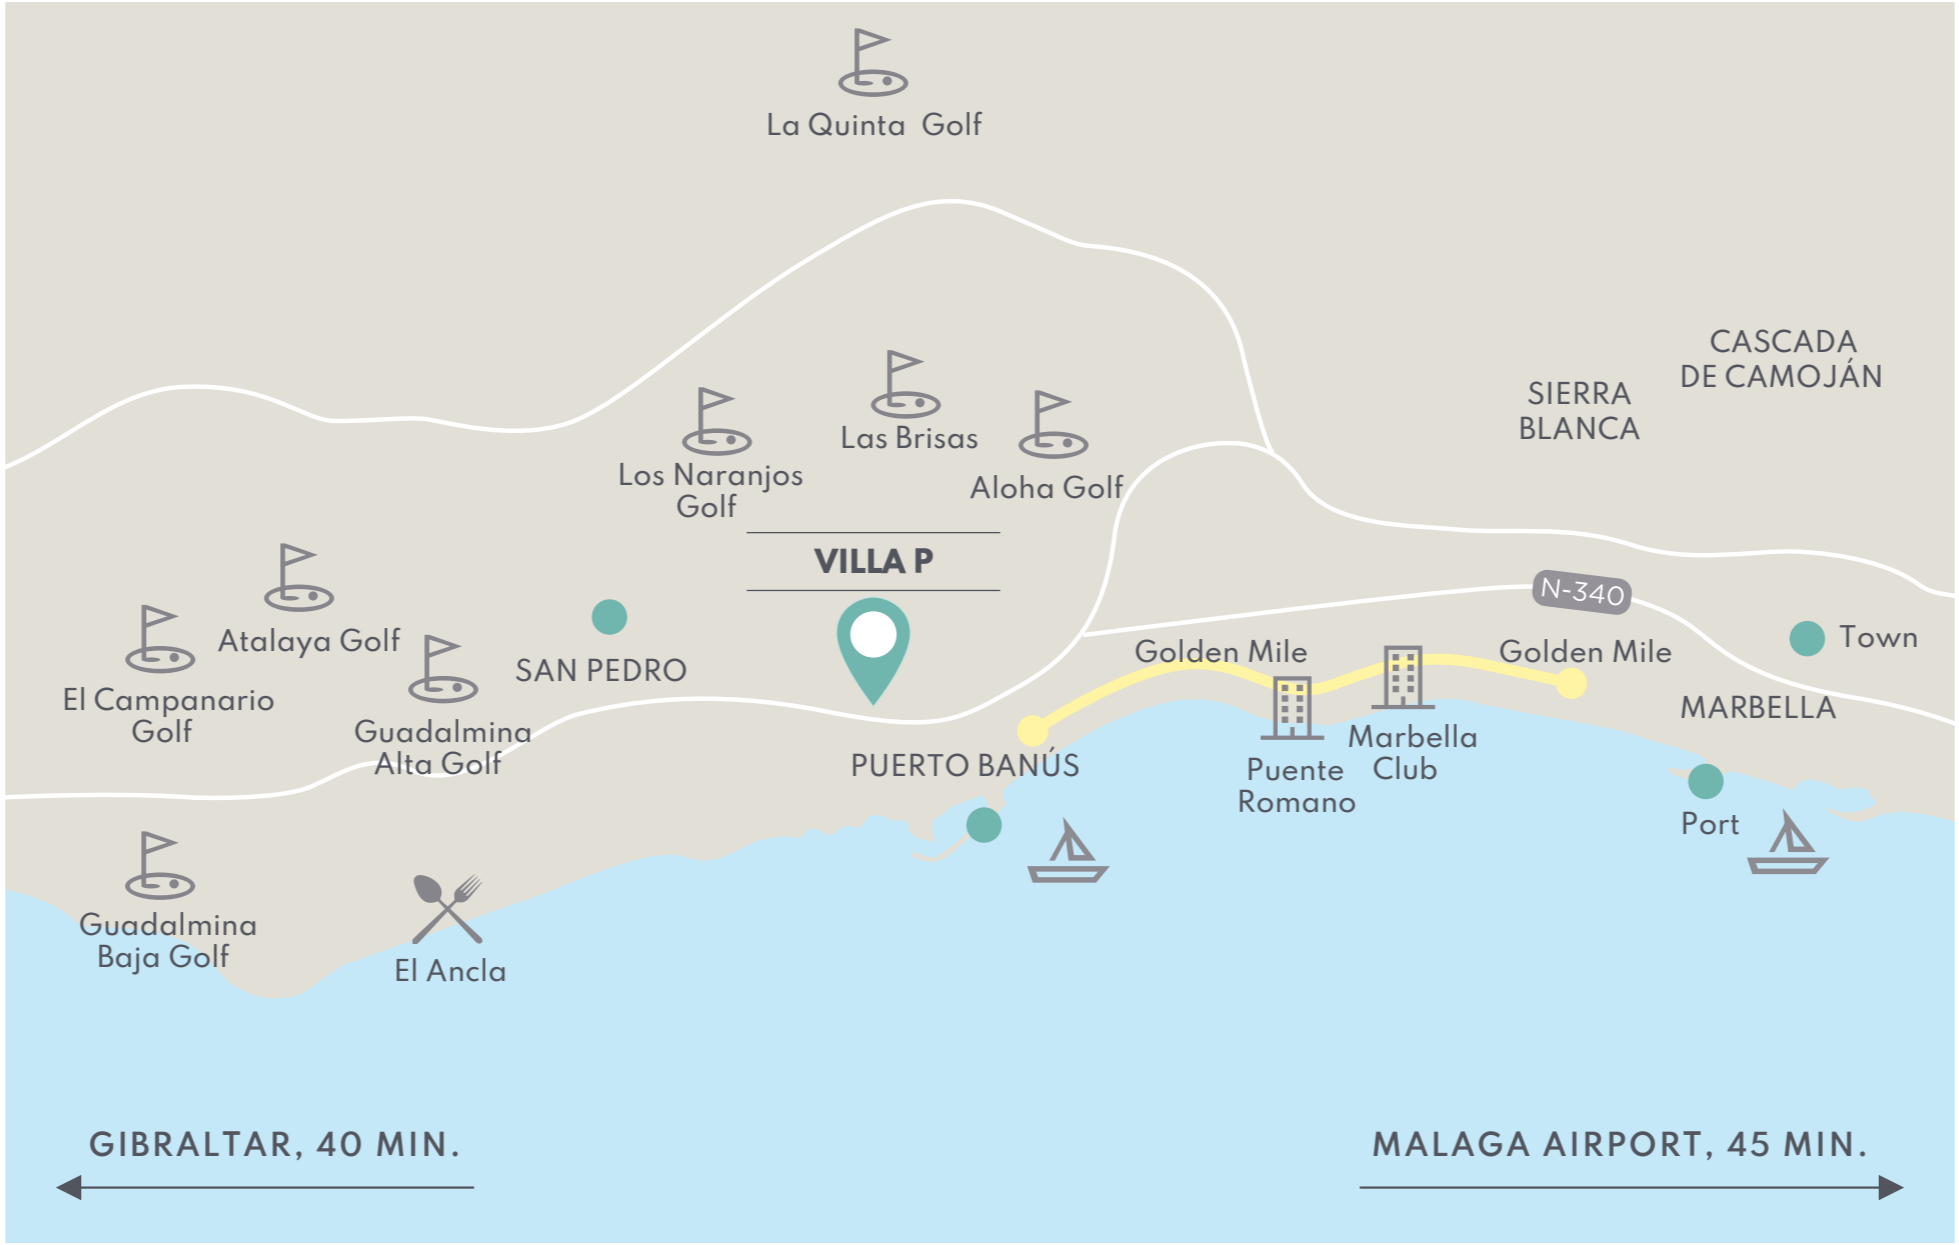 La Quinta Golf
CASCADA
DE CAMOJÁN
SIERRA
BLANCA
Las Brisas
Los Naranjos
Golf
Aloha Golf
VILLA P
N-340
Atalaya Golf
El Campanario
Golf
Guadalmina
Alta Golf
SAN PEDRO
Golden Mile
Golden Mile
Town
MARBELLA
PUERTO BANÚS
Puente
Romano
Marbella
Club
Port
Guadalmina
Baja Golf
El Ancla
GIBRALTAR, 40 MIN.
MALAGA AIRPORT, 45 MIN.